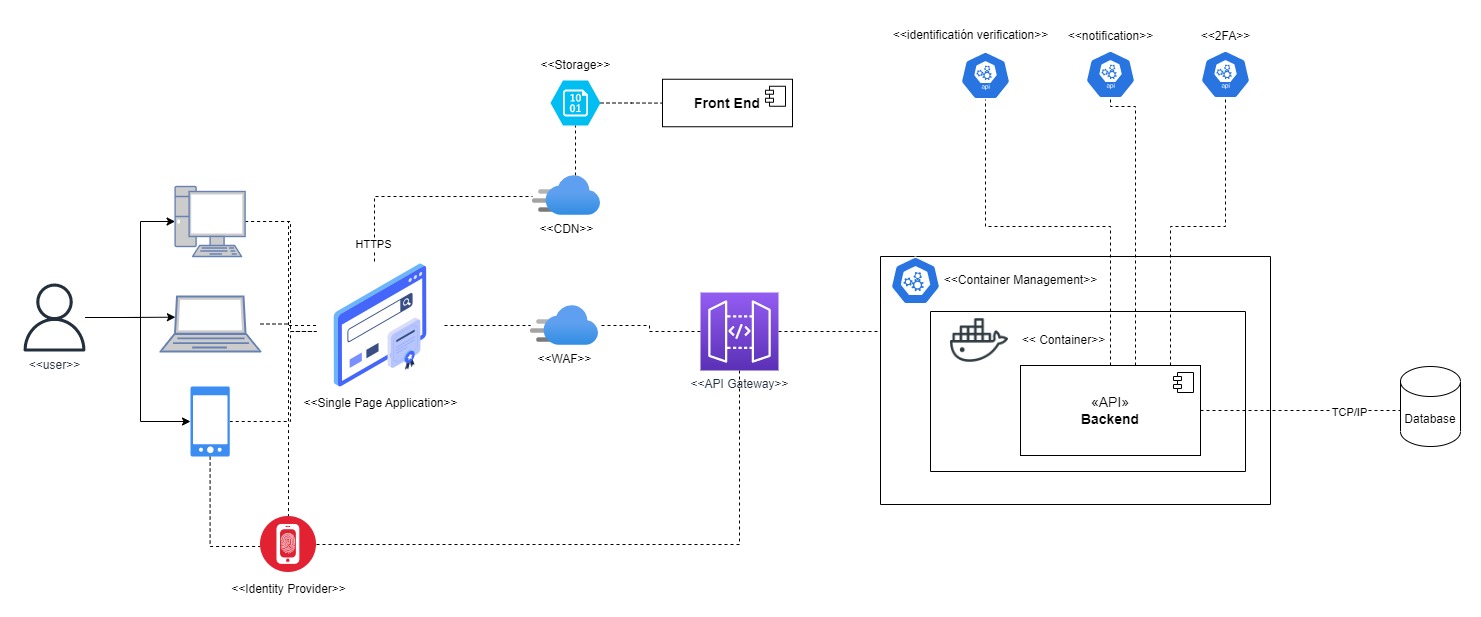 <<identificatión verification>>
<<notification>>
<<2FA>>
api
api
api
<<Storage>>
10
01
Front End
<<CDN>>
HTTPS
<<user>>
<<Single Page Application>>
<<WAF>>
</>
<<API Gateway>>
<<Container Management>>
<< Container>>
«API»
Backend
TCP/IP
Database
<<Identity Provider>>